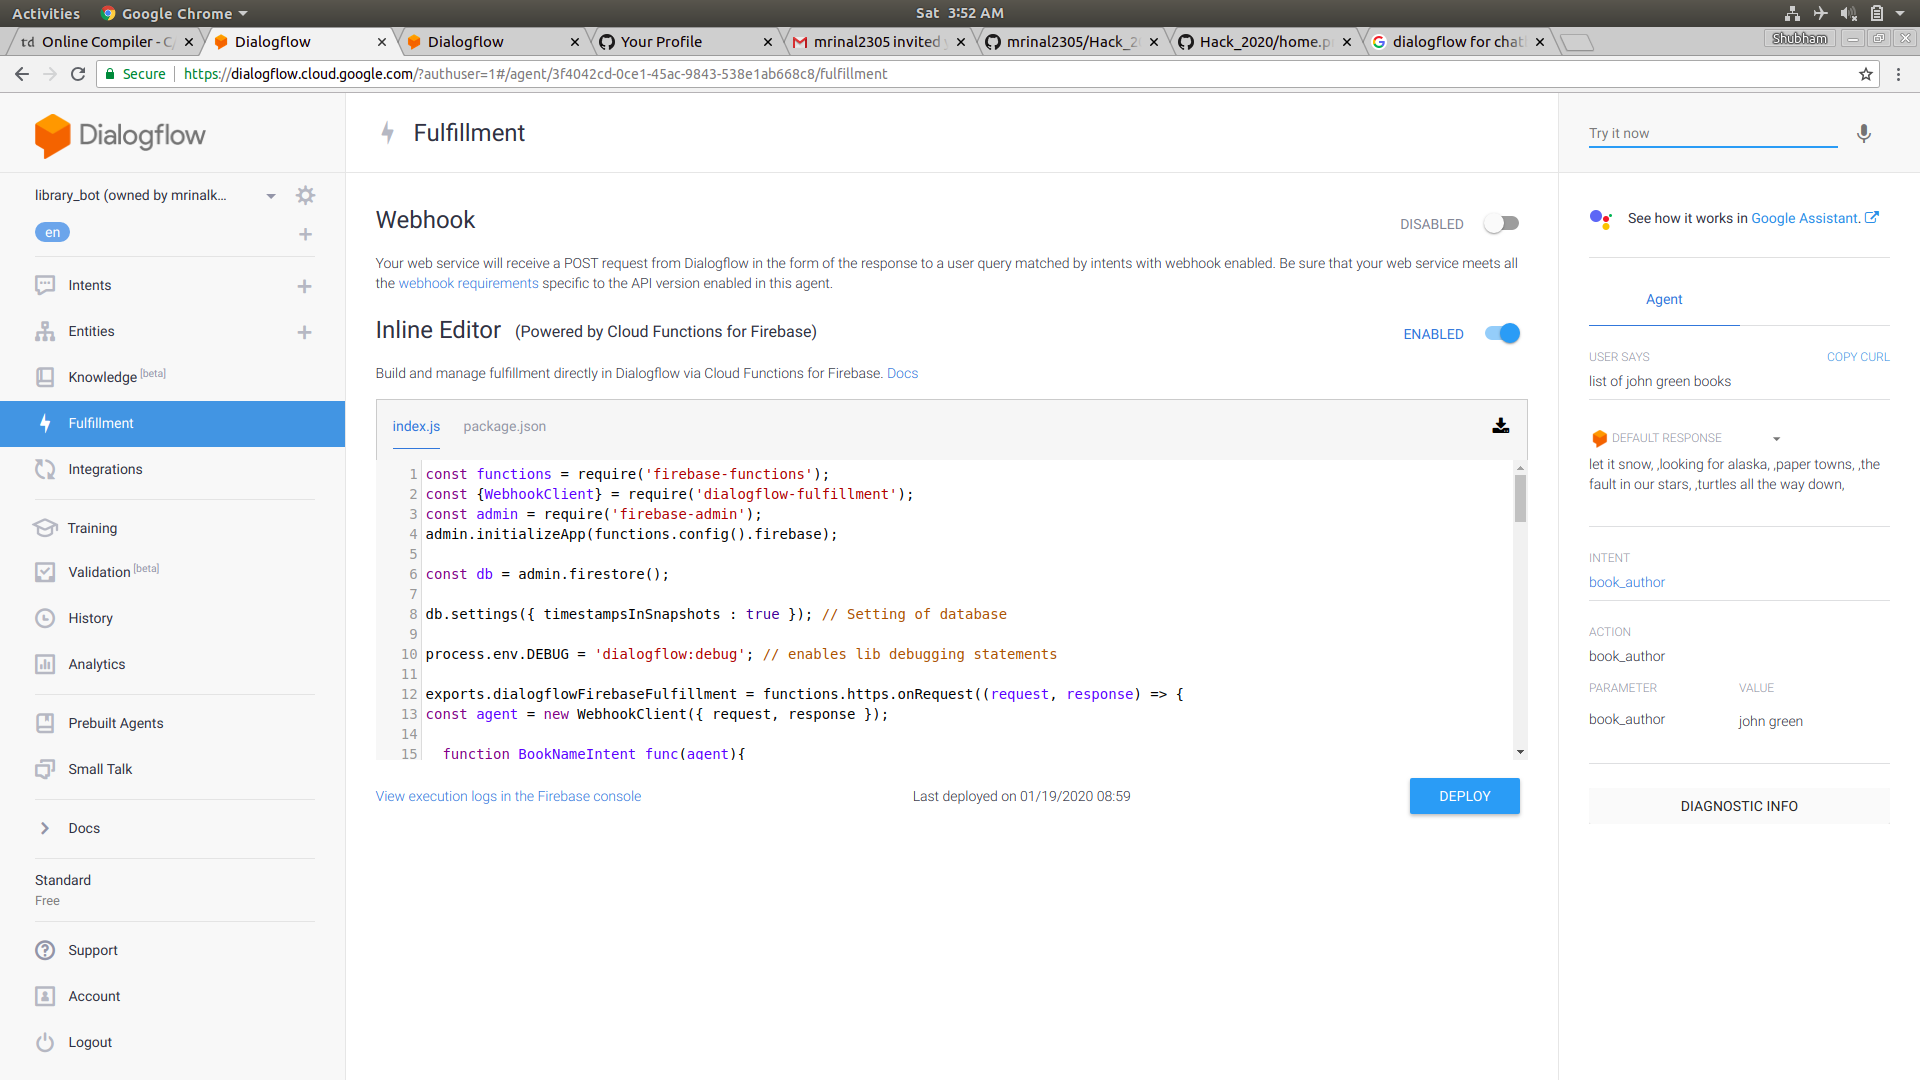 Activities Google Chrome Sat 3:52 AM
td Online Compiler - C/ Dialogflow Dialogflow Your Profile mrinal2305 invited mrinal2305/Hack_2 Hack_2020/home.p dialogflow for chat Shubham
Secure https://dialogflow.cloud.google.com/?authuser=1#/agent/3f4042cd-0ce1-45ac-9843-538e1ab668c8/fulfillment
Dialogflow
library_bot (owned by mrinalk...
en
Intents
Entities
Knowledge [beta]
Fulfillment
Integrations
Training
Validation [beta]
History
Analytics
Prebuilt Agents
Small Talk
Docs
Standard
Free
Support
Account
Logout
Fulfillment
Webhook DISABLED
Your web service will receive a POST request from Dialogflow in the form of the response to a user query matched by intents with webhook enabled. Be sure that your web service meets all
the webhook requirements specific to the API version enabled in this agent.
Inline Editor (Powered by Cloud Functions for Firebase) ENABLED
Build and manage fulfillment directly in Dialogflow via Cloud Functions for Firebase. Docs
index.js package.json
1 const functions = require('firebase-functions');
2 const {WebhookClient} = require('dialogflow-fulfillment');
3 const admin = require('firebase-admin');
4 admin.initializeApp(functions.config().firebase);
5
6 const db = admin.firestore();
7
8 db.settings({ timestampsInSnapshots : true }); // Setting of database
9
10 process.env.DEBUG = 'dialogflow:debug'; // enables lib debugging statements
11
12 exports.dialogflowFirebaseFulfillment = functions.https.onRequest((request, response) => {
13 const agent = new WebhookClient({ request, response });
14
15 function BookNameIntent_func(agent){
View execution logs in the Firebase console Last deployed on 01/19/2020 08:59 DEPLOY
Try it now
See how it works in Google Assistant.
Agent
USER SAYS COPY CURL
list of john green books
DEFAULT RESPONSE
let it snow, ,looking for alaska, ,paper towns, ,the
fault in our stars, ,turtles all the way down,
INTENT
book_author
ACTION
book_author
PARAMETER VALUE
book_author john green
DIAGNOSTIC INFO